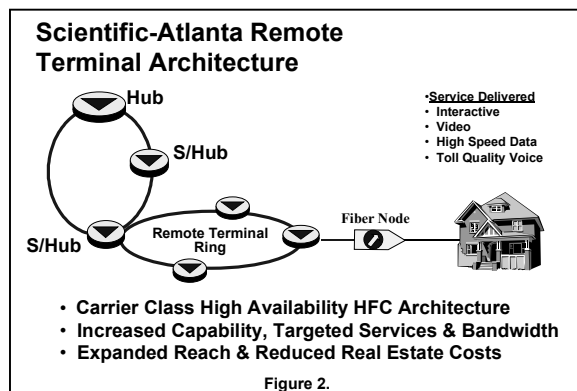 Scientific-Atlanta Remote
Terminal Architecture
Hub
S/Hub
S/Hub
Remote Terminal
Ring
Fiber Node
•Service Delivered
• Interactive
• Video
• High Speed Data
• Toll Quality Voice
• Carrier Class High Availability HFC Architecture
• Increased Capability, Targeted Services & Bandwidth
• Expanded Reach & Reduced Real Estate Costs
Figure 2.